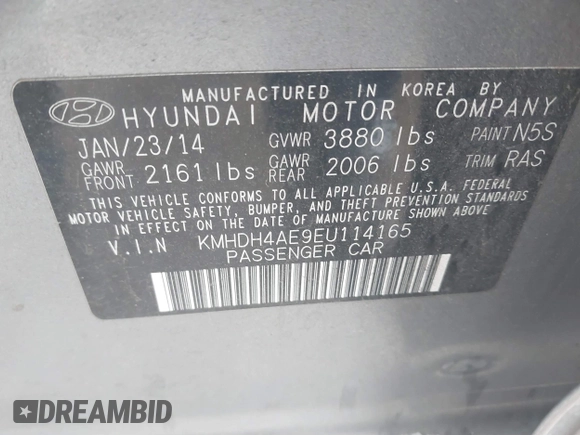 MANUFACTURED IN KOREA BY
HYUNDAI MOTOR COMPANY
JAN/23/14 GVWR 3880 lbs PAINT N5S
GAWR FRONT 2161 lbs GAWR REAR 2006 lbs TRIM RAS
THIS VEHICLE CONFORMS TO ALL APPLICABLE U.S.A. FEDERAL
MOTOR VEHICLE SAFETY, BUMPER, AND THEFT PREVENTION STANDARDS
IN EFFECT ON THE DATE OF MANUFACTURE SHOWN ABOVE.
V.I.N KMHDH4AE9EU114165
PASSENGER CAR
DREAMBID